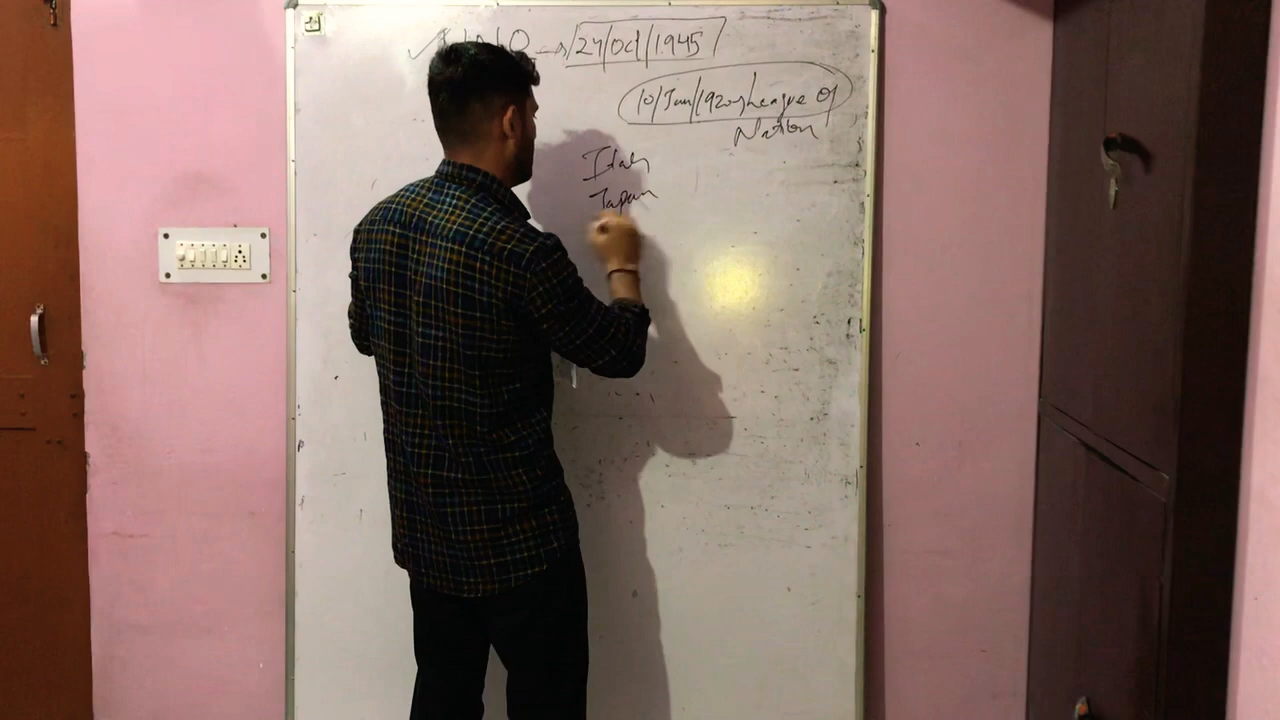 UNO → 24/Oct/1945
10/Jan/1920→League Of
Nation
Italy
Japan